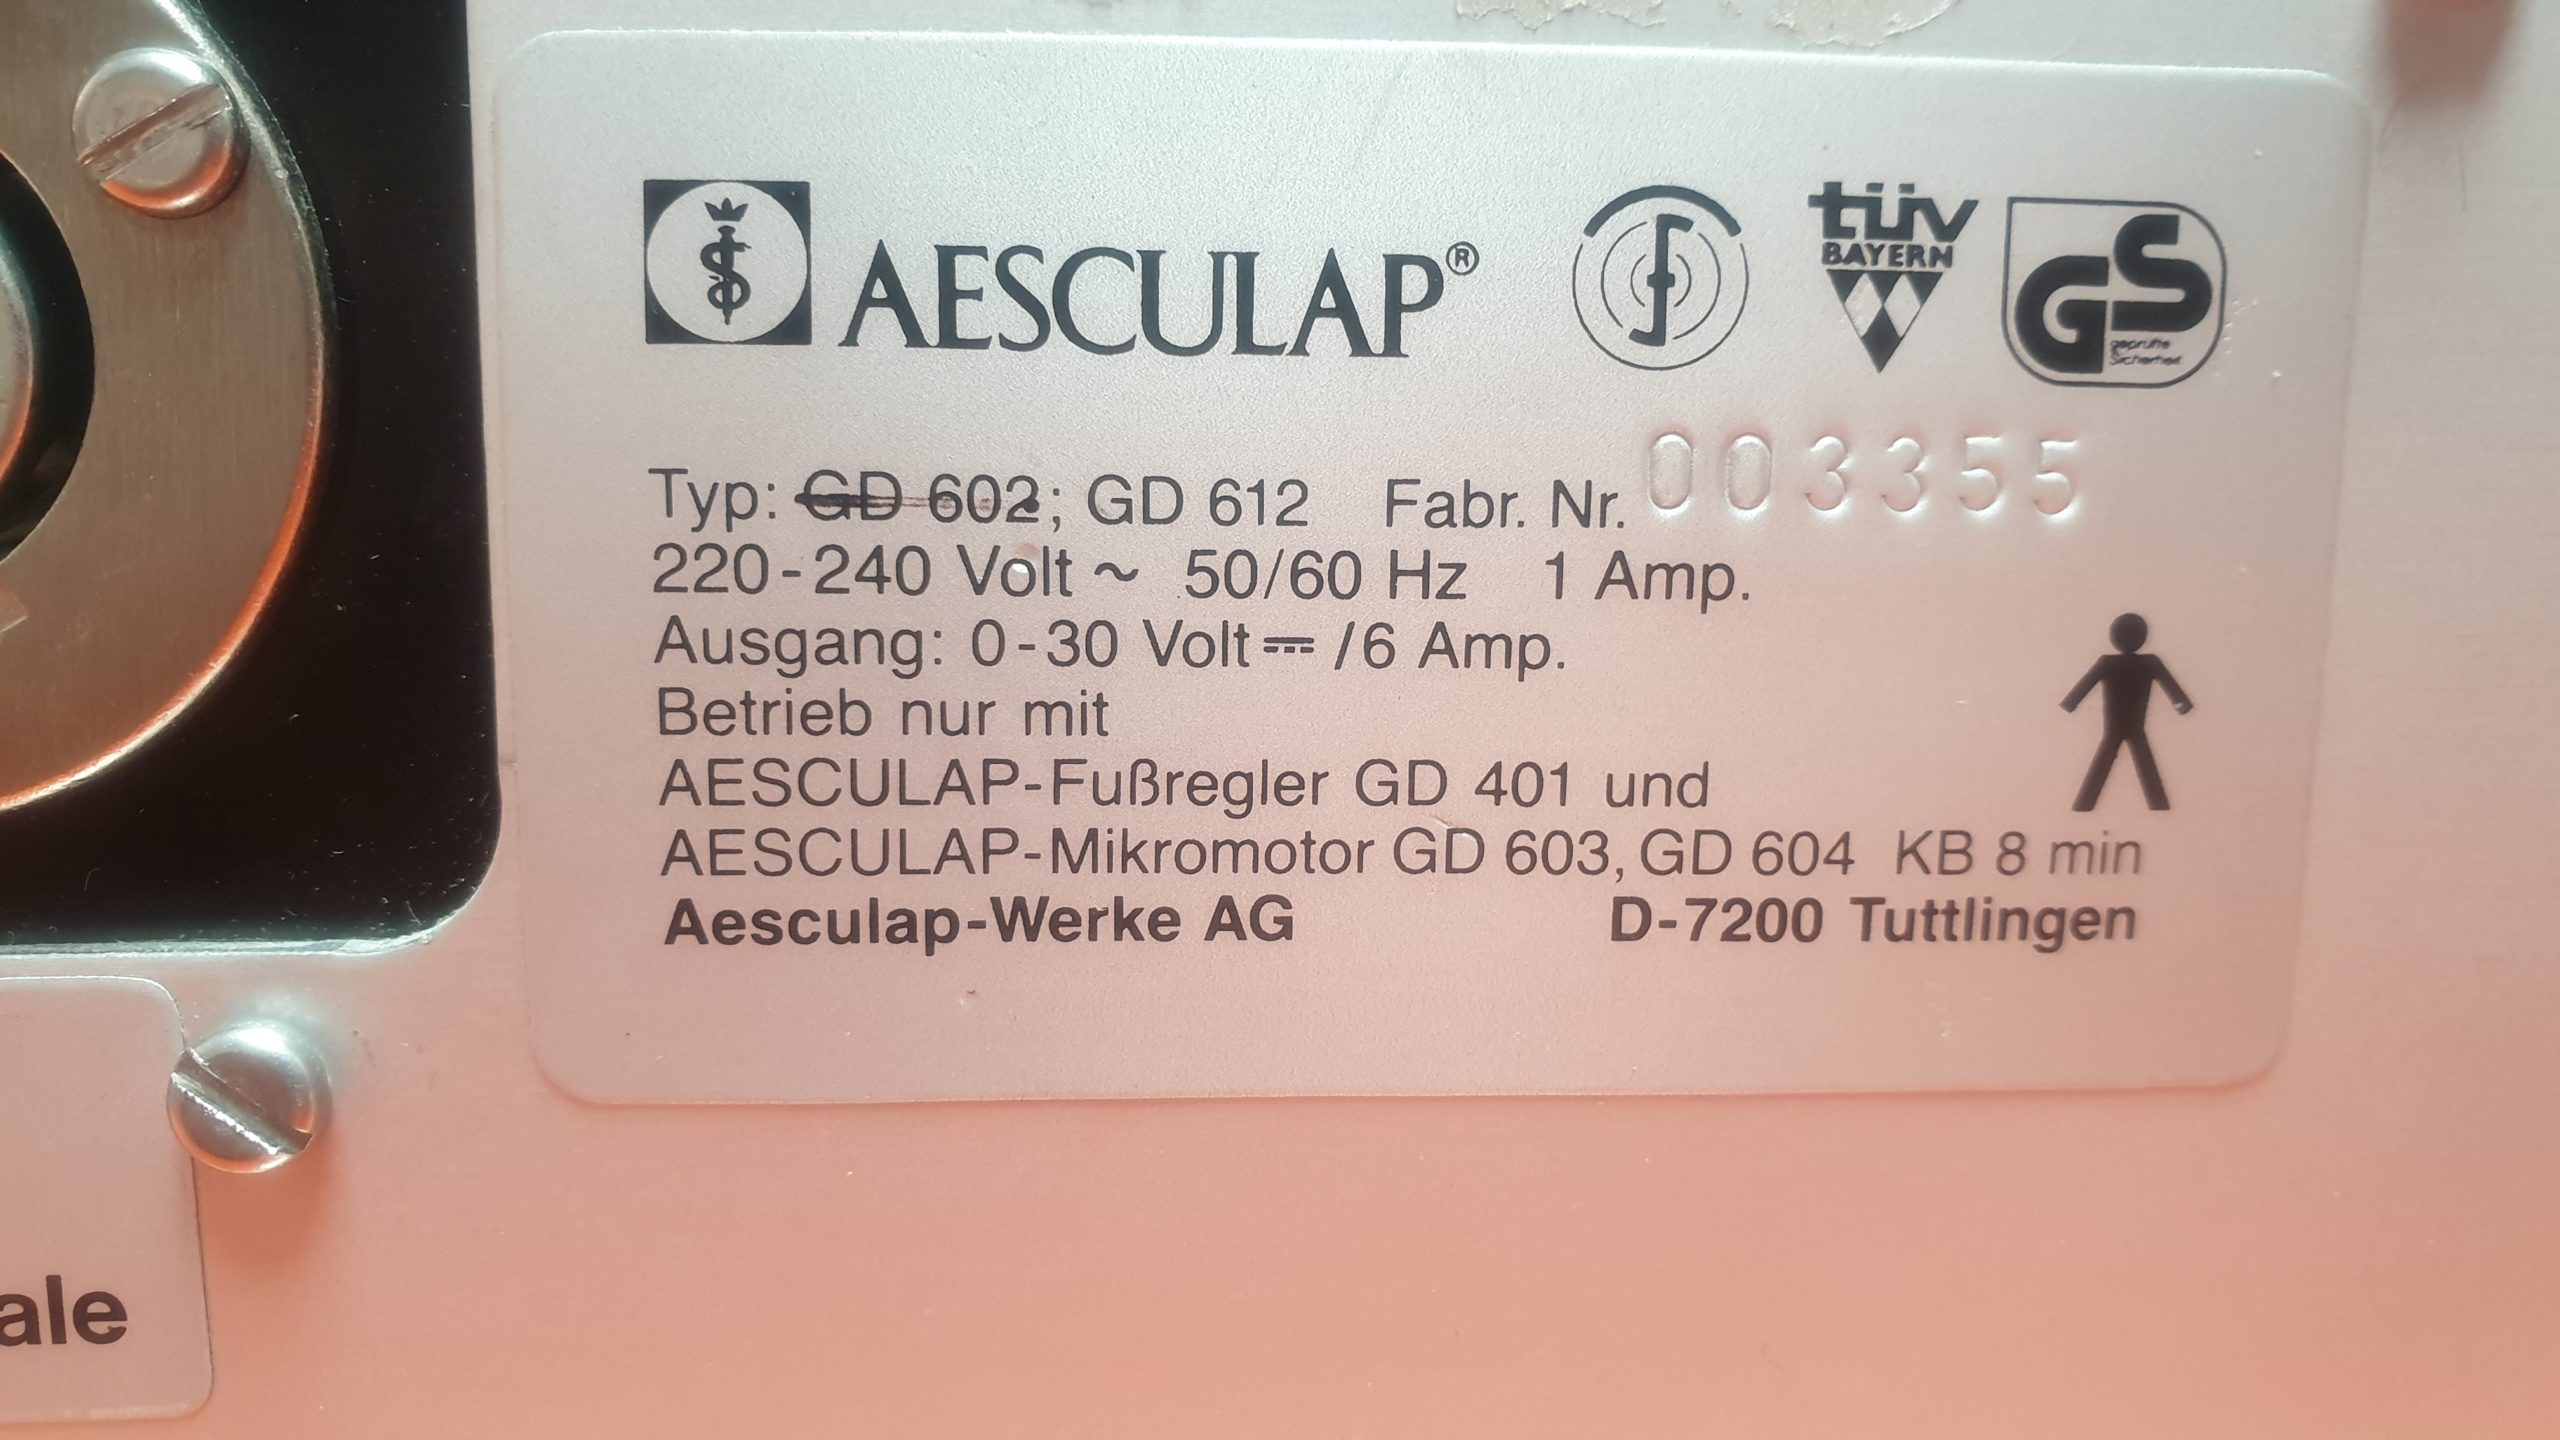 AESCULAP®
TÜV
BAYERN
GS
geprüfte
Sicherheit
Typ: GD 602; GD 612 Fabr. Nr. 003355
220-240 Volt ~ 50/60 Hz 1 Amp.
Ausgang: 0-30 Volt⎓/6 Amp.
Betrieb nur mit
AESCULAP-Fußregler GD 401 und
AESCULAP-Mikromotor GD 603, GD 604 KB 8 min
Aesculap-Werke AG D-7200 Tuttlingen
ale